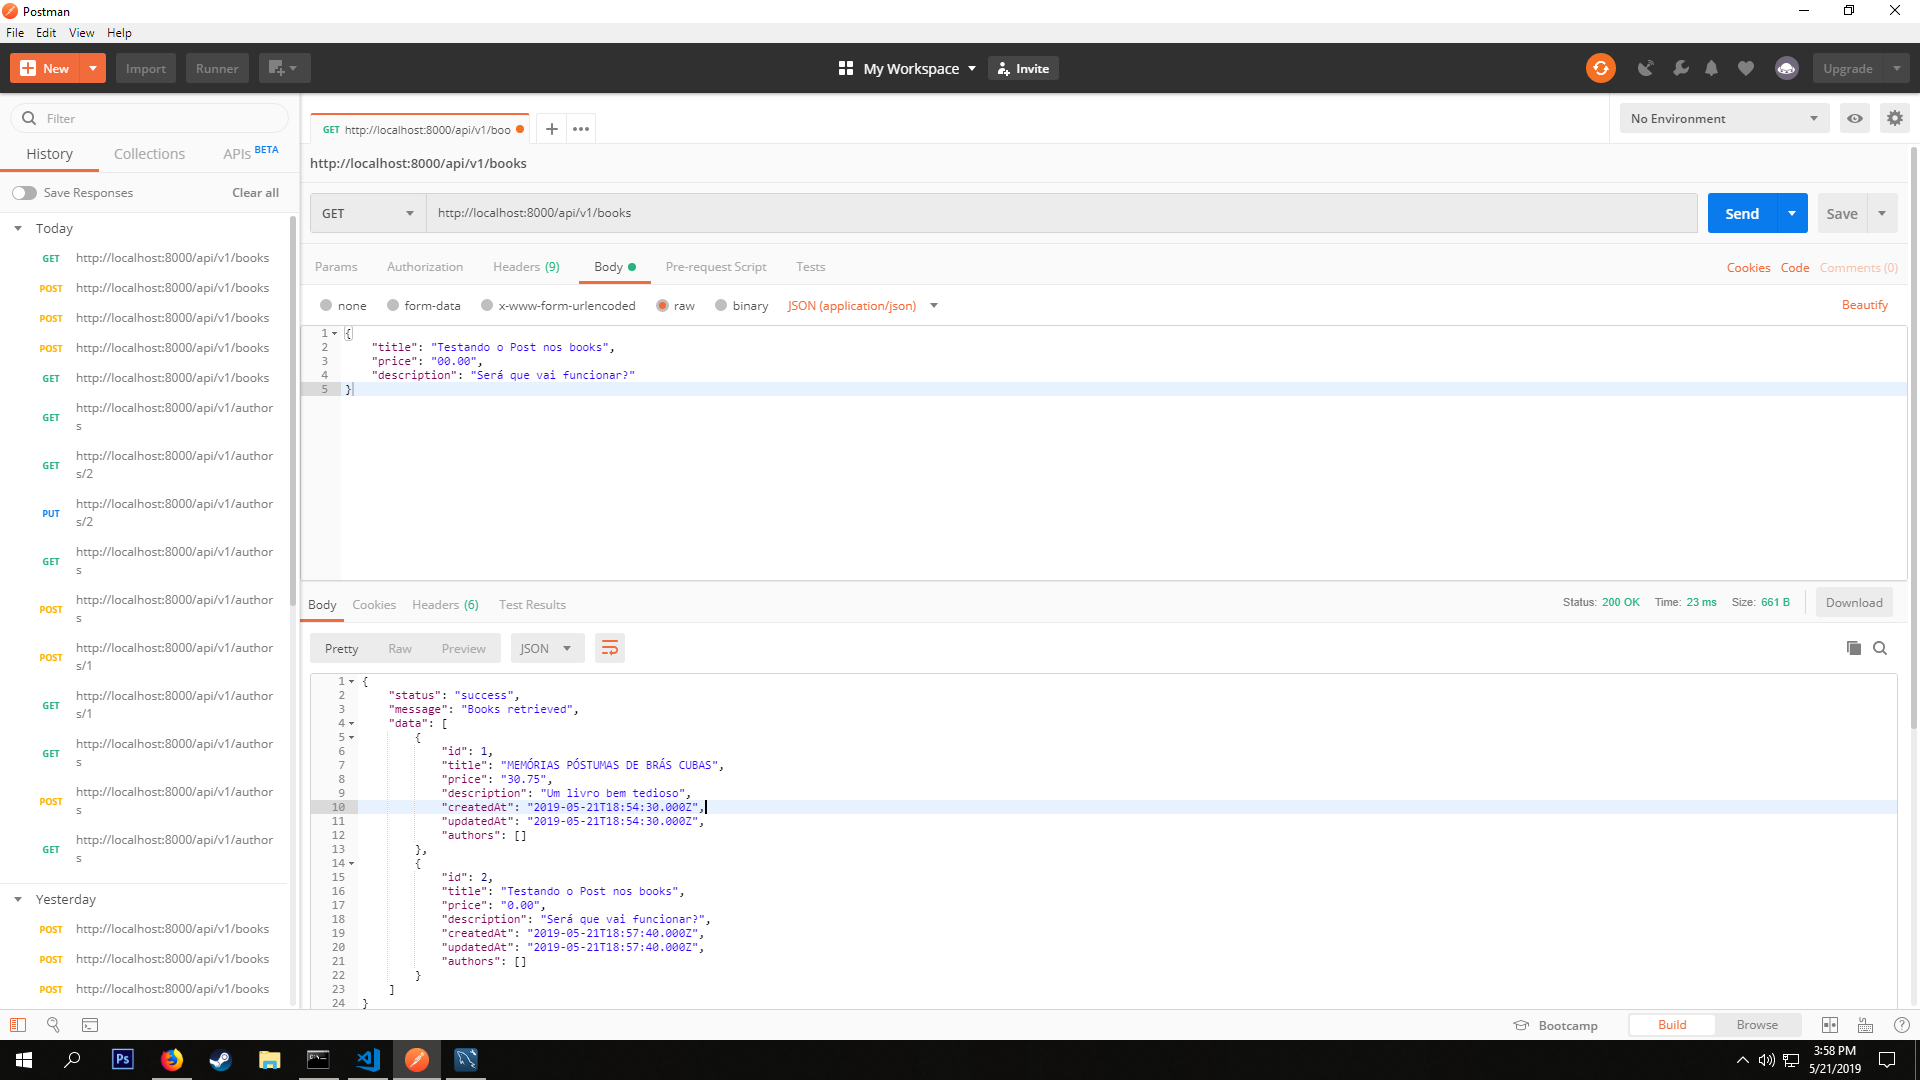 Postman
File Edit View Help
New Import Runner My Workspace Invite Upgrade
Filter
History Collections APIs BETA
Save Responses Clear all
Today
GET http://localhost:8000/api/v1/books
POST http://localhost:8000/api/v1/books
POST http://localhost:8000/api/v1/books
POST http://localhost:8000/api/v1/books
GET http://localhost:8000/api/v1/books
GET http://localhost:8000/api/v1/author
s
GET http://localhost:8000/api/v1/author
s/2
PUT http://localhost:8000/api/v1/author
s/2
GET http://localhost:8000/api/v1/author
s
POST http://localhost:8000/api/v1/author
s
POST http://localhost:8000/api/v1/author
s/1
GET http://localhost:8000/api/v1/author
s/1
GET http://localhost:8000/api/v1/author
s
POST http://localhost:8000/api/v1/author
s
GET http://localhost:8000/api/v1/author
s
Yesterday
POST http://localhost:8000/api/v1/books
POST http://localhost:8000/api/v1/books
POST http://localhost:8000/api/v1/books
GET http://localhost:8000/api/v1/boo + ••• No Environment
http://localhost:8000/api/v1/books
GET http://localhost:8000/api/v1/books Send Save
Params Authorization Headers (9) Body Pre-request Script Tests Cookies Code Comments (0)
none form-data x-www-form-urlencoded raw binary JSON (application/json) Beautify
1 {
2 "title": "Testando o Post nos books",
3 "price": "00.00",
4 "description": "Será que vai funcionar?"
5 }
Body Cookies Headers (6) Test Results Status: 200 OK Time: 23 ms Size: 661 B Download
Pretty Raw Preview JSON
1 {
2 "status": "success",
3 "message": "Books retrieved",
4 "data": [
5 {
6 "id": 1,
7 "title": "MEMÓRIAS PÓSTUMAS DE BRÁS CUBAS",
8 "price": "30.75",
9 "description": "Um livro bem tedioso",
10 "createdAt": "2019-05-21T18:54:30.000Z",
11 "updatedAt": "2019-05-21T18:54:30.000Z",
12 "authors": []
13 },
14 {
15 "id": 2,
16 "title": "Testando o Post nos books",
17 "price": "0.00",
18 "description": "Será que vai funcionar?",
19 "createdAt": "2019-05-21T18:57:40.000Z",
20 "updatedAt": "2019-05-21T18:57:40.000Z",
21 "authors": []
22 }
23 ]
24 }
Bootcamp Build Browse
Ps
3:58 PM
5/21/2019